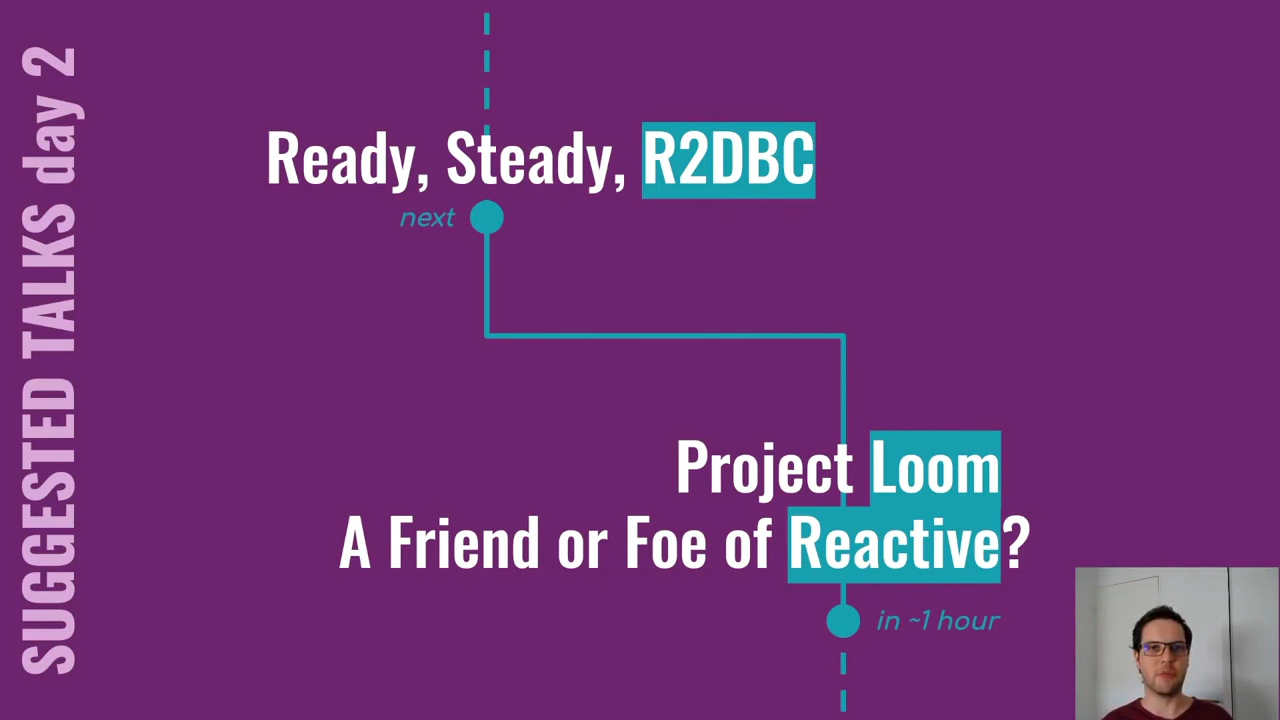 SUGGESTED TALKS day 2
Ready, Steady, R2DBC
next
Project Loom
A Friend or Foe of Reactive?
in ~1 hour